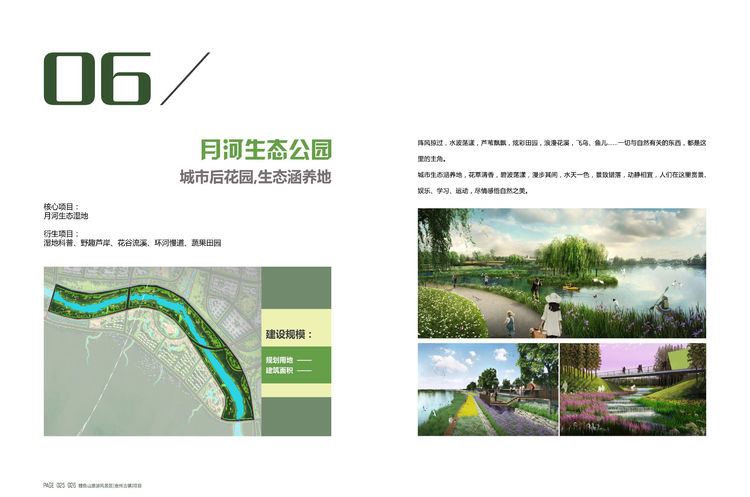 06
月河生态公园
城市后花园,生态涵养地
核心项目：
月河生态湿地
衍生项目：
湿地科普、野趣芦岸、花谷流溪、环河慢道、蔬果田园
建设规模：
规划用地 ——
建筑面积 ——
阵风掠过，水波荡漾，芦苇飘飘，炫彩田园，浪漫花溪，飞鸟、鱼儿……一切与自然有关的东西，都是这
里的主角。
城市生态涵养地，花草清香，碧波荡漾，漫步其间，水天一色，景致错落，动静相宜，人们在这里赏景、
娱乐、学习、运动，尽情感悟自然之美。
PAGE 025 026